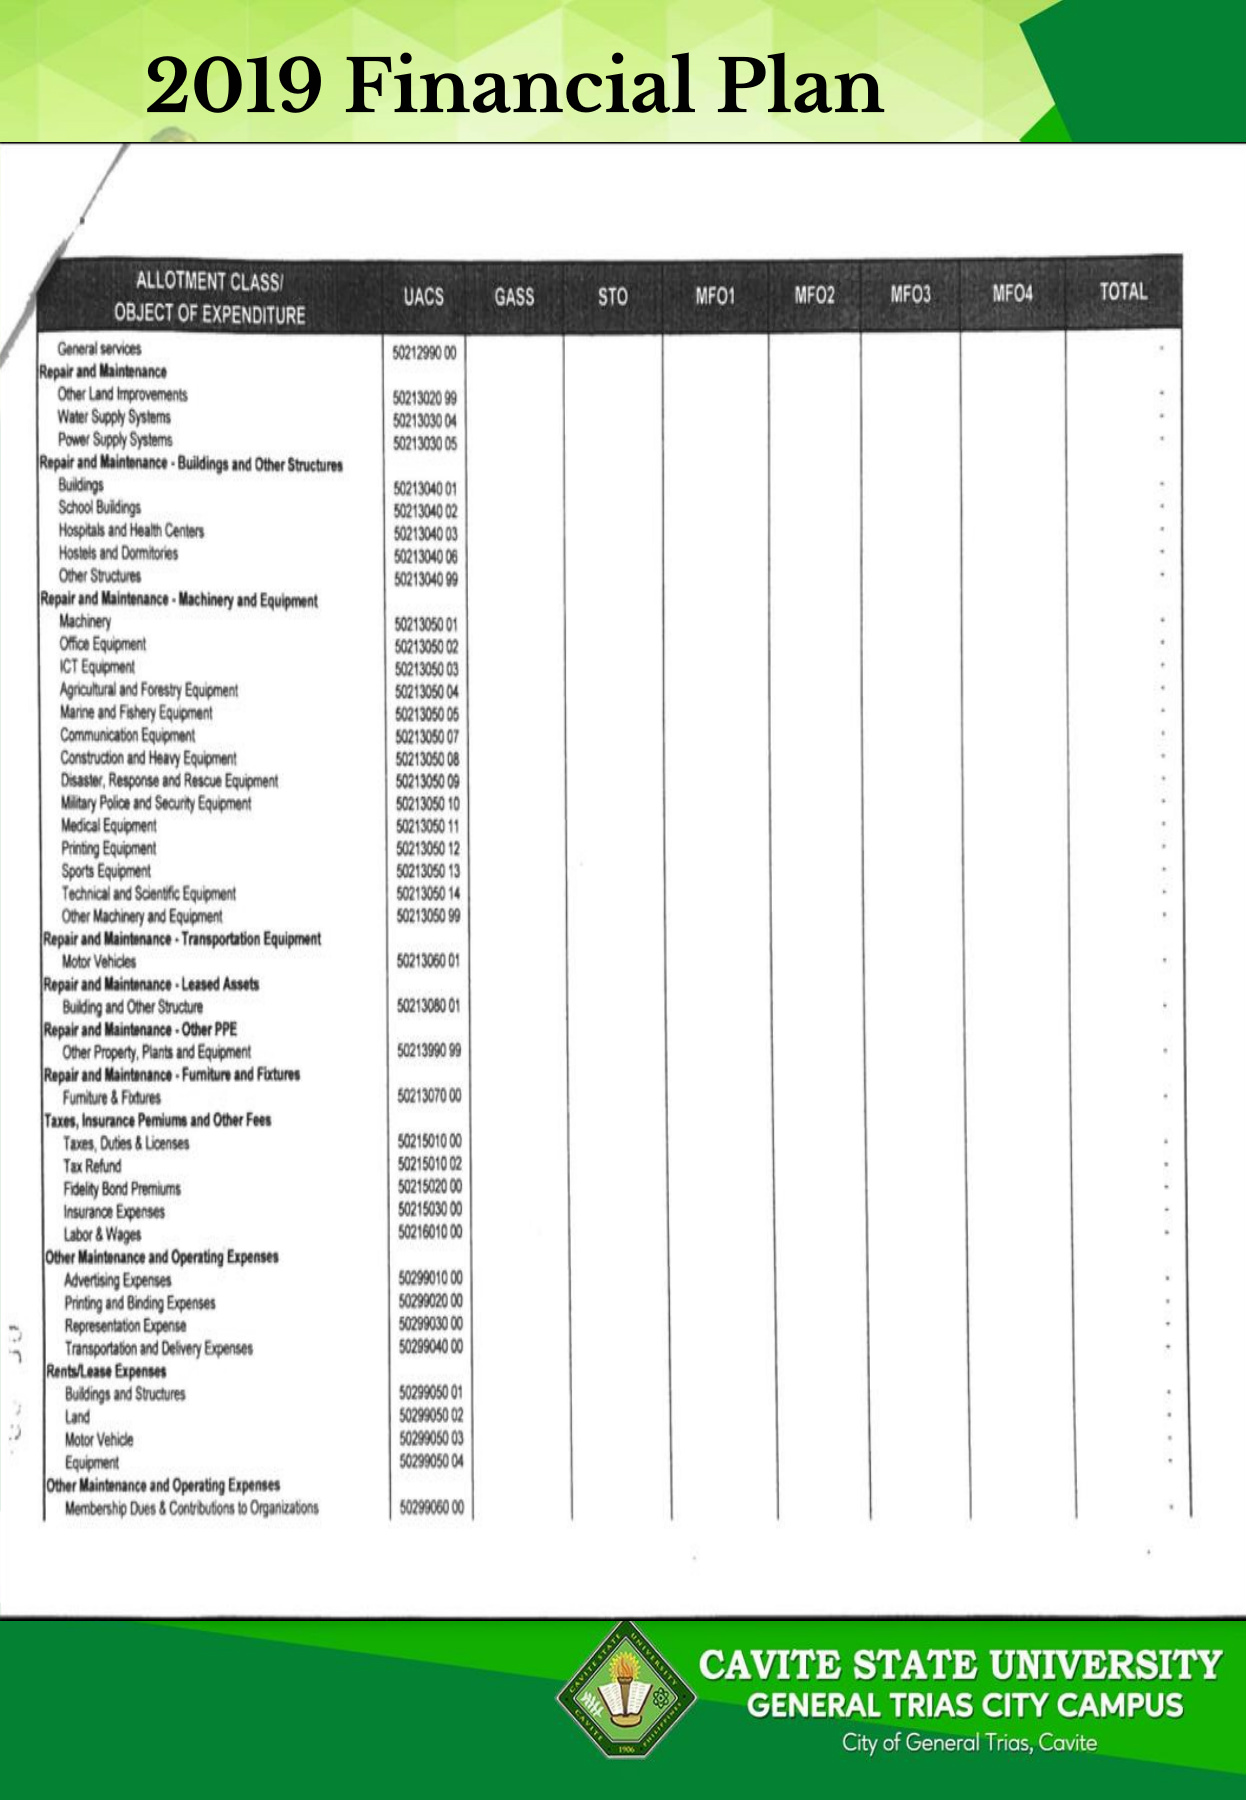 2019 Financial Plan
ALLOTMENT CLASS/ OBJECT OF EXPENDITURE UACS GASS STO MFO1 MFO2 MFO3 MFO4 TOTAL
General services 50212990 00 -
Repair and Maintenance
Other Land Improvements 50213020 99 -
Water Supply Systems 50213030 04 -
Power Supply Systems 50213030 05 -
Repair and Maintenance - Buildings and Other Structures
Buildings 50213040 01 -
School Buildings 50213040 02 -
Hospitals and Health Centers 50213040 03 -
Hostels and Dormitories 50213040 06 -
Other Structures 50213040 99 -
Repair and Maintenance - Machinery and Equipment
Machinery 50213050 01 -
Office Equipment 50213050 02 -
ICT Equipment 50213050 03 -
Agricultural and Forestry Equipment 50213050 04 -
Marine and Fishery Equipment 50213050 05 -
Communication Equipment 50213050 07 -
Construction and Heavy Equipment 50213050 08 -
Disaster, Response and Rescue Equipment 50213050 09 -
Military Police and Security Equipment 50213050 10 -
Medical Equipment 50213050 11 -
Printing Equipment 50213050 12 -
Sports Equipment 50213050 13 -
Technical and Scientific Equipment 50213050 14 -
Other Machinery and Equipment 50213050 99 -
Repair and Maintenance - Transportation Equipment
Motor Vehicles 50213060 01 -
Repair and Maintenance - Leased Assets
Building and Other Structure 50213080 01 -
Repair and Maintenance - Other PPE
Other Property, Plants and Equipment 50213990 99 -
Repair and Maintenance - Furniture and Fixtures
Furniture & Fixtures 50213070 00 -
Taxes, Insurance Pemiums and Other Fees
Taxes, Duties & Licenses 50215010 00 -
Tax Refund 50215010 02 -
Fidelity Bond Premiums 50215020 00 -
Insurance Expenses 50215030 00 -
Labor & Wages 50216010 00 -
Other Maintenance and Operating Expenses
Advertising Expenses 50299010 00 -
Printing and Binding Expenses 50299020 00 -
Representation Expense 50299030 00 -
Transportation and Delivery Expenses 50299040 00 -
Rents/Lease Expenses
Buildings and Structures 50299050 01 -
Land 50299050 02 -
Motor Vehicle 50299050 03 -
Equipment 50299050 04 -
Other Maintenance and Operating Expenses
Membership Dues & Contributions to Organizations 50299060 00 -
CAVITE STATE UNIVERSITY
CAVITE PHILIPPINES
1906
CAVITE STATE UNIVERSITY
GENERAL TRIAS CITY CAMPUS
City of General Trias, Cavite